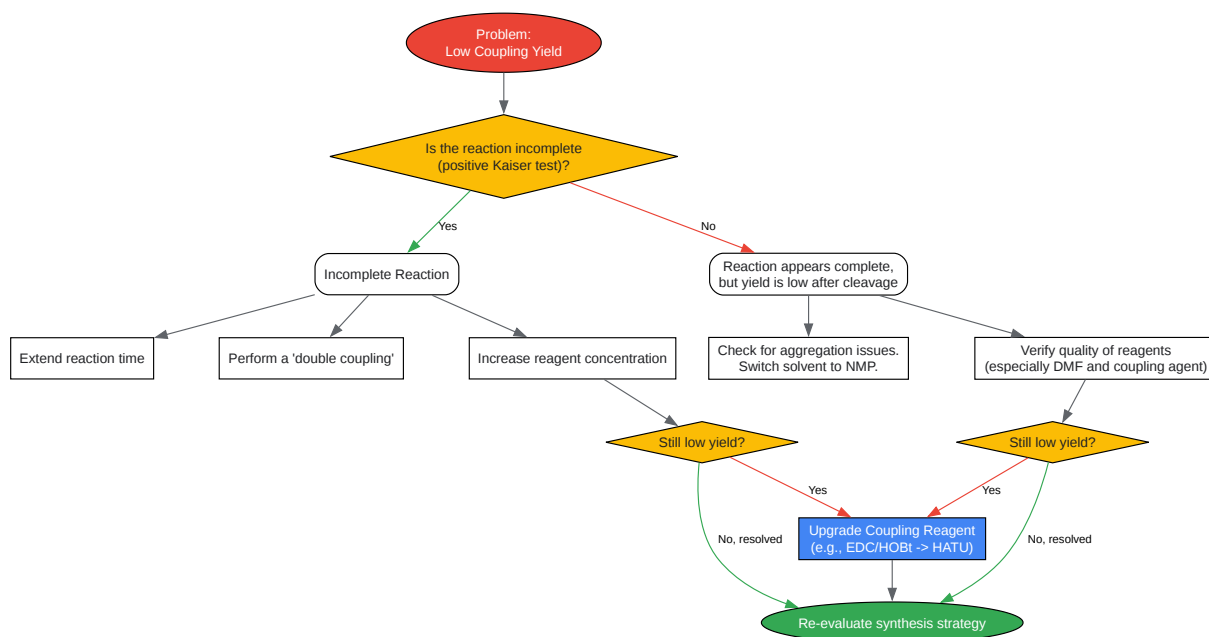 Problem:
Low Coupling Yield
Is the reaction incomplete
(positive Kaiser test)?
Yes
No
Incomplete Reaction
Reaction appears complete,
but yield is low after cleavage
Extend reaction time
Perform a 'double coupling'
Increase reagent concentration
Check for aggregation issues.
Switch solvent to NMP.
Verify quality of reagents
(especially DMF and coupling agent)
Still low yield?
Still low yield?
Yes
Yes
Upgrade Coupling Reagent
(e.g., EDC/HOBt -> HATU)
No, resolved
No, resolved
Re-evaluate synthesis strategy